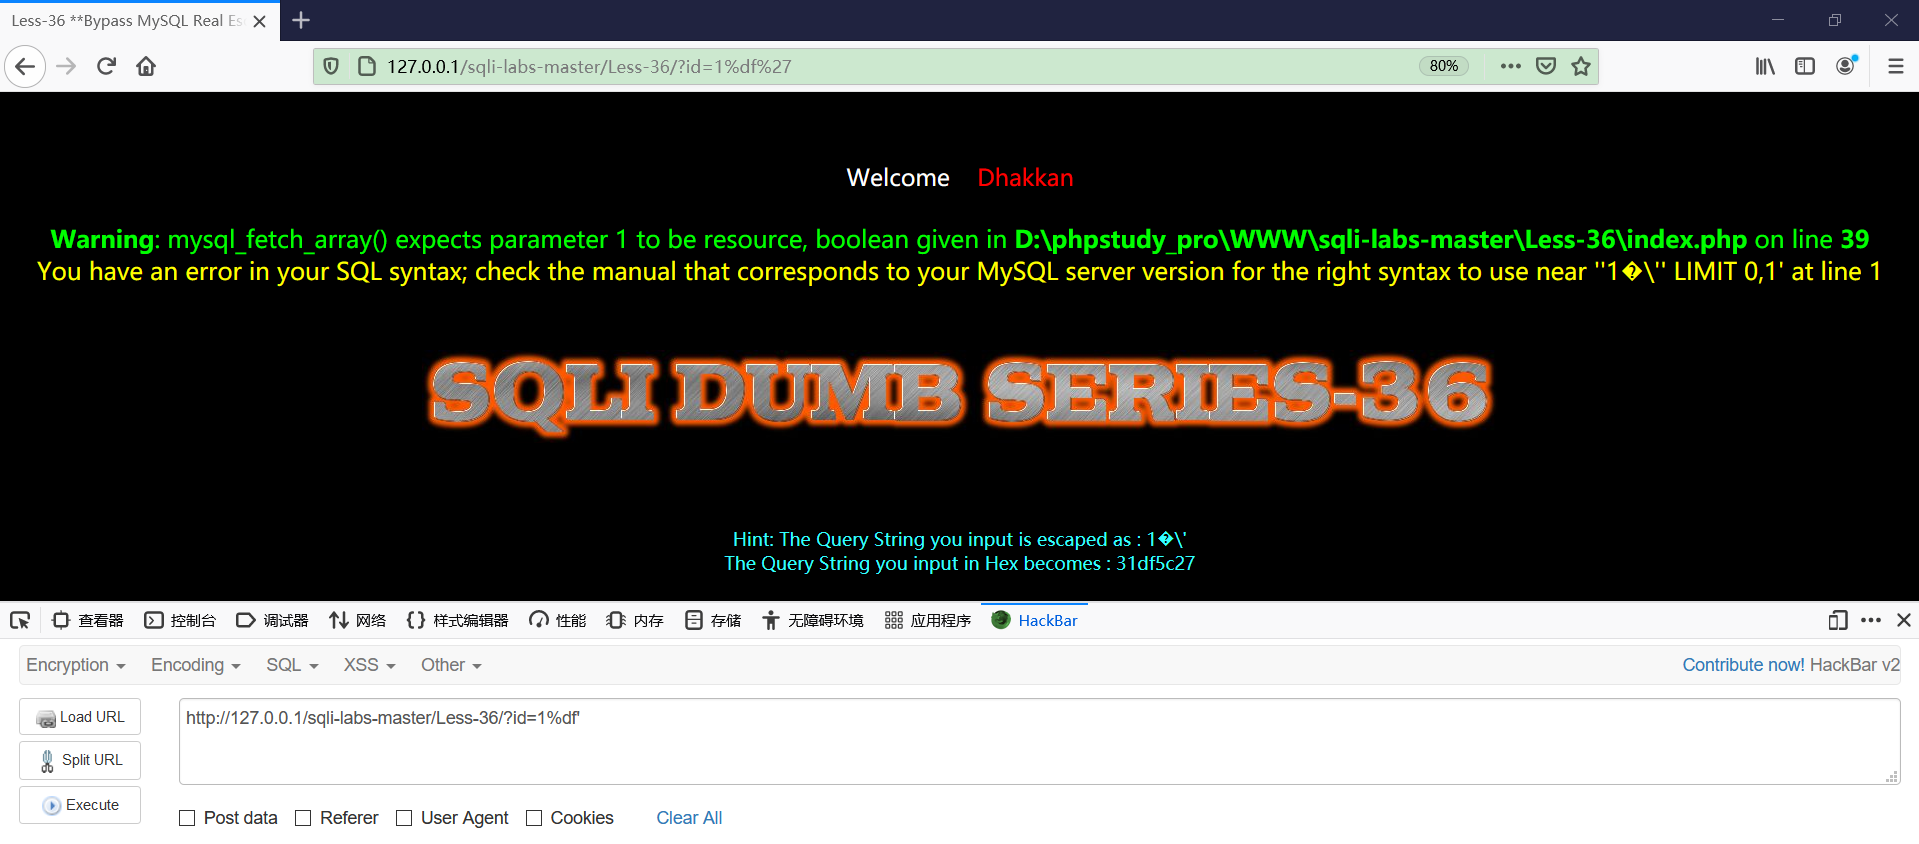 Less-36 **Bypass MySQL Real Es
127.0.0.1/sqli-labs-master/Less-36/?id=1%df%27
80%
Welcome Dhakkan
Warning: mysql_fetch_array() expects parameter 1 to be resource, boolean given in D:\phpstudy_pro\WWW\sqli-labs-master\Less-36\index.php on line 39
You have an error in your SQL syntax; check the manual that corresponds to your MySQL server version for the right syntax to use near ''1�\'' LIMIT 0,1' at line 1
SQLI DUMB SERIES-36
Hint: The Query String you input is escaped as : 1�\'
The Query String you input in Hex becomes : 31df5c27
查看器 控制台 调试器 网络 样式编辑器 性能 内存 存储 无障碍环境 应用程序 HackBar
Encryption Encoding SQL XSS Other Contribute now! HackBar v2
Load URL
http://127.0.0.1/sqli-labs-master/Less-36/?id=1%df'
Split URL
Execute
Post data Referer User Agent Cookies Clear All